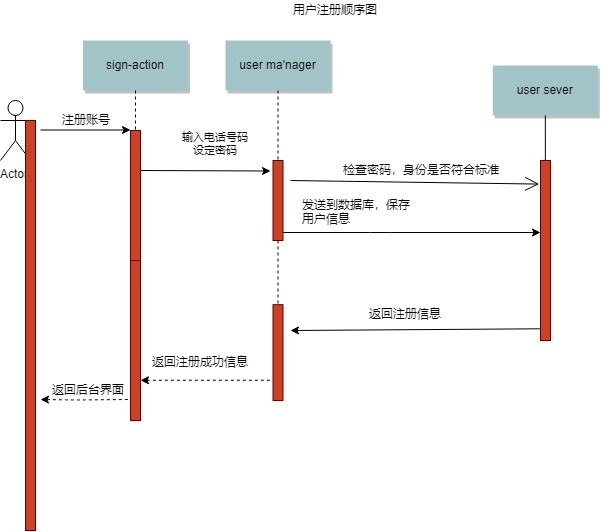 用户注册顺序图
sign-action
user ma'nager
user sever
注册账号
Acto
输入电话号码
设定密码
检查密码，身份是否符合标准
发送到数据库，保存
用户信息
返回注册信息
返回注册成功信息
返回后台界面